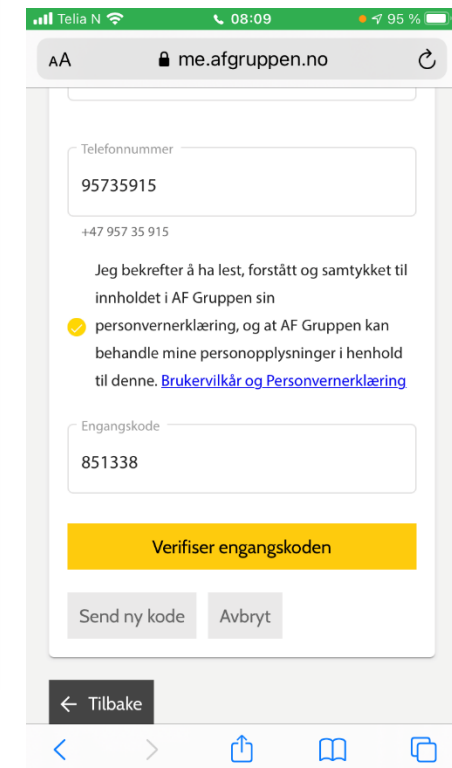 Telia N 08:09 95 %
AA me.afgruppen.no
Telefonnummer
95735915
+47 957 35 915
Jeg bekrefter å ha lest, forstått og samtykket til
innholdet i AF Gruppen sin
personvernerklæring, og at AF Gruppen kan
behandle mine personopplysninger i henhold
til denne. Brukervilkår og Personvernerklæring
Engangskode
851338
Verifiser engangskoden
Send ny kode Avbryt
← Tilbake